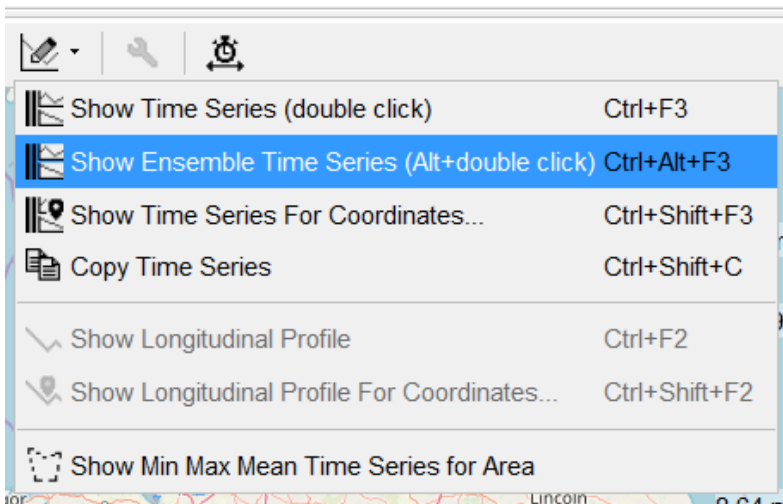 Show Time Series (double click) Ctrl+F3
Show Ensemble Time Series (Alt+double click) Ctrl+Alt+F3
Show Time Series For Coordinates... Ctrl+Shift+F3
Copy Time Series Ctrl+Shift+C
Show Longitudinal Profile Ctrl+F2
Show Longitudinal Profile For Coordinates... Ctrl+Shift+F2
Show Min Max Mean Time Series for Area
Lincoln